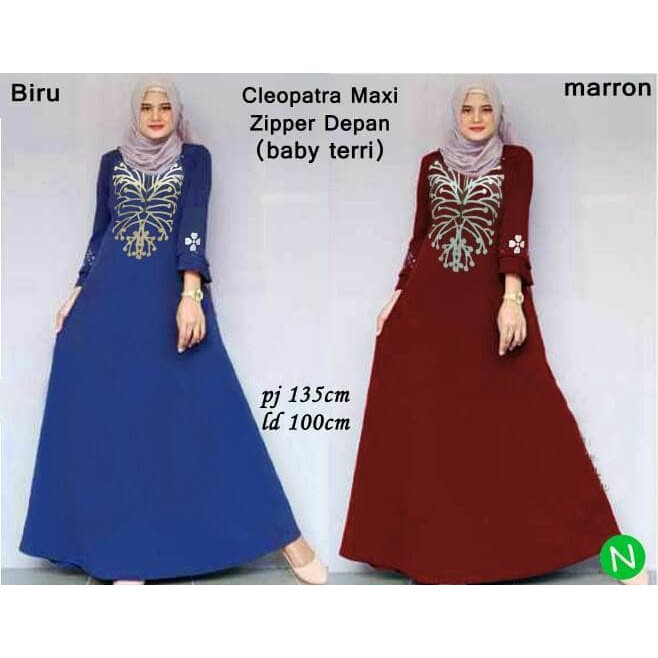 Biru
Cleopatra Maxi
Zipper Depan
(baby terri)
marron
pj 135cm
ld 100cm
N